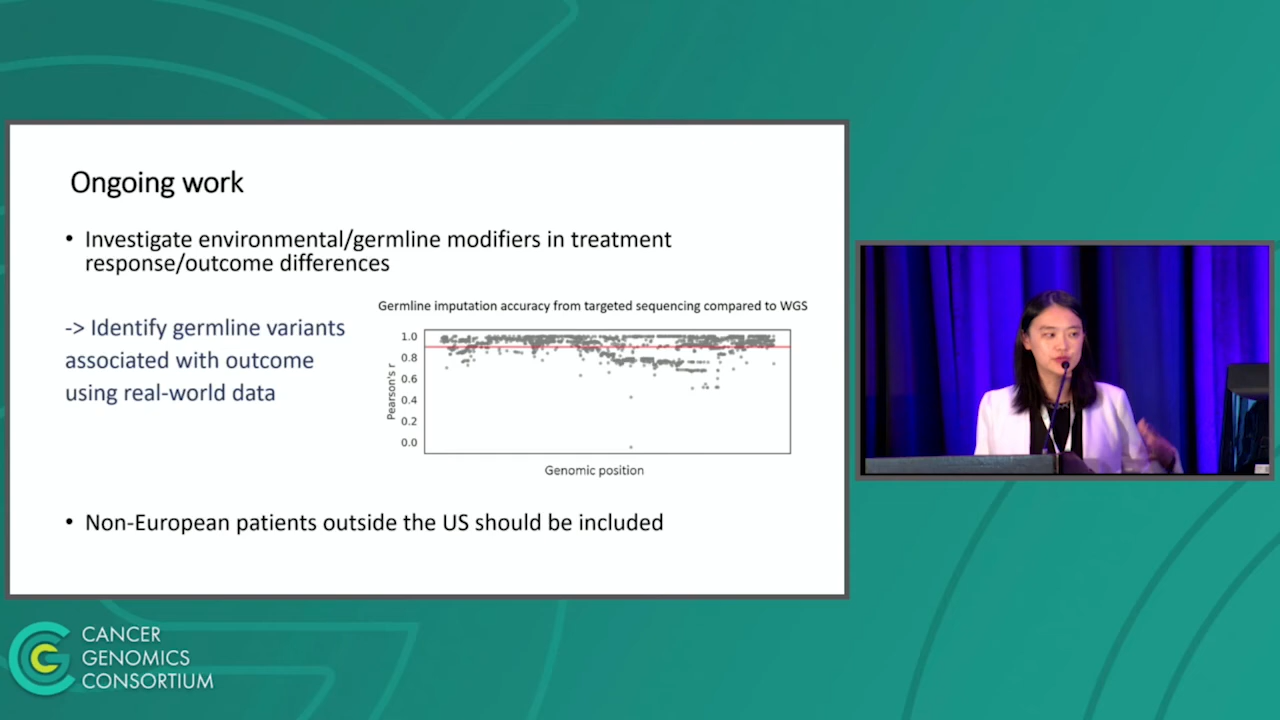 Ongoing work
• Investigate environmental/germline modifiers in treatment
response/outcome differences
-> Identify germline variants
associated with outcome
using real-world data
Germline imputation accuracy from targeted sequencing compared to WGS
1.0
0.8
0.6
0.4
0.2
0.0
Pearson's r
Genomic position
• Non-European patients outside the US should be included
CANCER
GENOMICS
CONSORTIUM